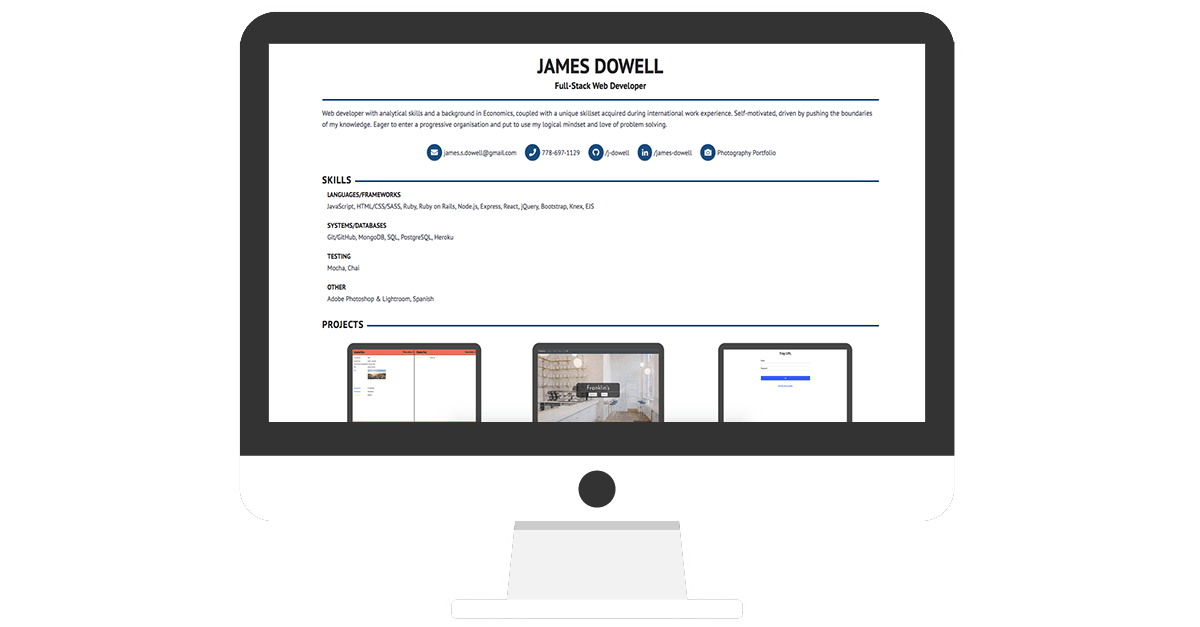 JAMES DOWELL
Full-Stack Web Developer
Web developer with analytical skills and a background in Economics, coupled with a unique skillset acquired during international work experience. Self-motivated, driven by pushing the boundaries
of my knowledge. Eager to enter a progressive organisation and put to use my logical mindset and love of problem solving.
james.s.dowell@gmail.com 778-697-1129 /j-dowell /james-dowell Photography Portfolio
SKILLS
LANGUAGES/FRAMEWORKS
JavaScript, HTML/CSS/SASS, Ruby, Ruby on Rails, Node.js, Express, React, jQuery, Bootstrap, Knex, EJS
SYSTEMS/DATABASES
Git/GitHub, MongoDB, SQL, PostgreSQL, Heroku
TESTING
Mocha, Chai
OTHER
Adobe Photoshop & Lightroom, Spanish
PROJECTS
Franklin's
Tiny URL